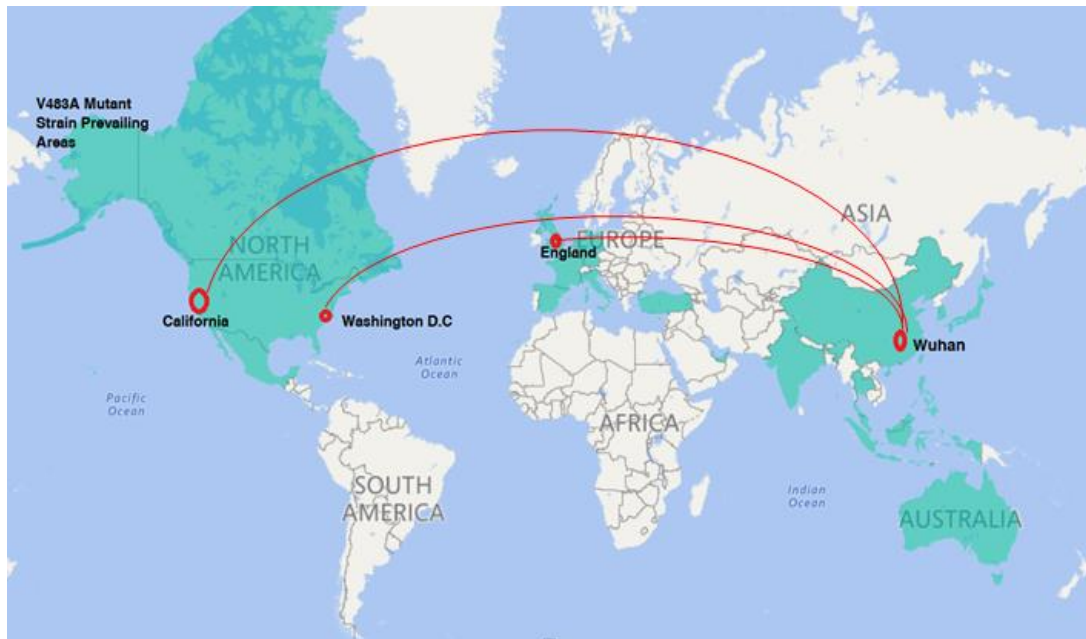 V483A Mutant
Strain Prevailing
Areas
ASIA
NORTH
AMERICA
EUROPE
England
California
Washington D.C
Wuhan
Atlantic
Ocean
Pacific
Ocean
AFRICA
SOUTH
AMERICA
Indian
Ocean
AUSTRALIA